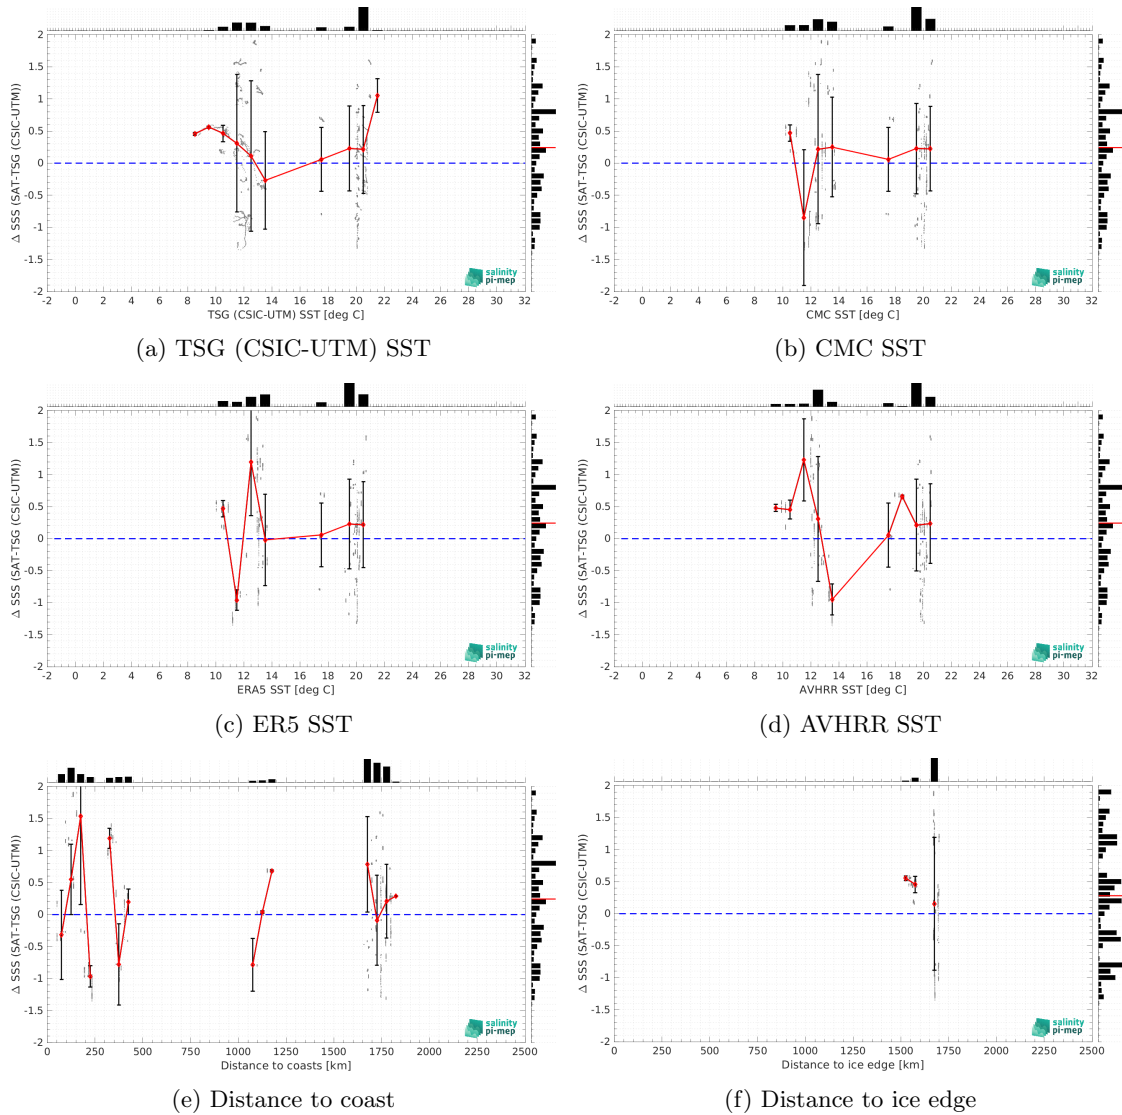 2
1.5
1
0.5
0
-0.5
-1
-1.5
-2
Δ SSS (SAT-TSG (CSIC-UTM))
salinity
pi-mep
-2 0 2 4 6 8 10 12 14 16 18 20 22 24 26 28 30 32
TSG (CSIC-UTM) SST [deg C]
(a) TSG (CSIC-UTM) SST
2
1.5
1
0.5
0
-0.5
-1
-1.5
-2
Δ SSS (SAT-TSG (CSIC-UTM))
salinity
pi-mep
-2 0 2 4 6 8 10 12 14 16 18 20 22 24 26 28 30 32
CMC SST [deg C]
(b) CMC SST
2
1.5
1
0.5
0
-0.5
-1
-1.5
-2
Δ SSS (SAT-TSG (CSIC-UTM))
salinity
pi-mep
-2 0 2 4 6 8 10 12 14 16 18 20 22 24 26 28 30 32
ERA5 SST [deg C]
(c) ER5 SST
2
1.5
1
0.5
0
-0.5
-1
-1.5
-2
Δ SSS (SAT-TSG (CSIC-UTM))
salinity
pi-mep
-2 0 2 4 6 8 10 12 14 16 18 20 22 24 26 28 30 32
AVHRR SST [deg C]
(d) AVHRR SST
2
1.5
1
0.5
0
-0.5
-1
-1.5
-2
Δ SSS (SAT-TSG (CSIC-UTM))
salinity
pi-mep
0 250 500 750 1000 1250 1500 1750 2000 2250 2500
Distance to coasts [km]
(e) Distance to coast
2
1.5
1
0.5
0
-0.5
-1
-1.5
-2
Δ SSS (SAT-TSG (CSIC-UTM))
salinity
pi-mep
0 250 500 750 1000 1250 1500 1750 2000 2250 2500
Distance to ice edge [km]
(f) Distance to ice edge